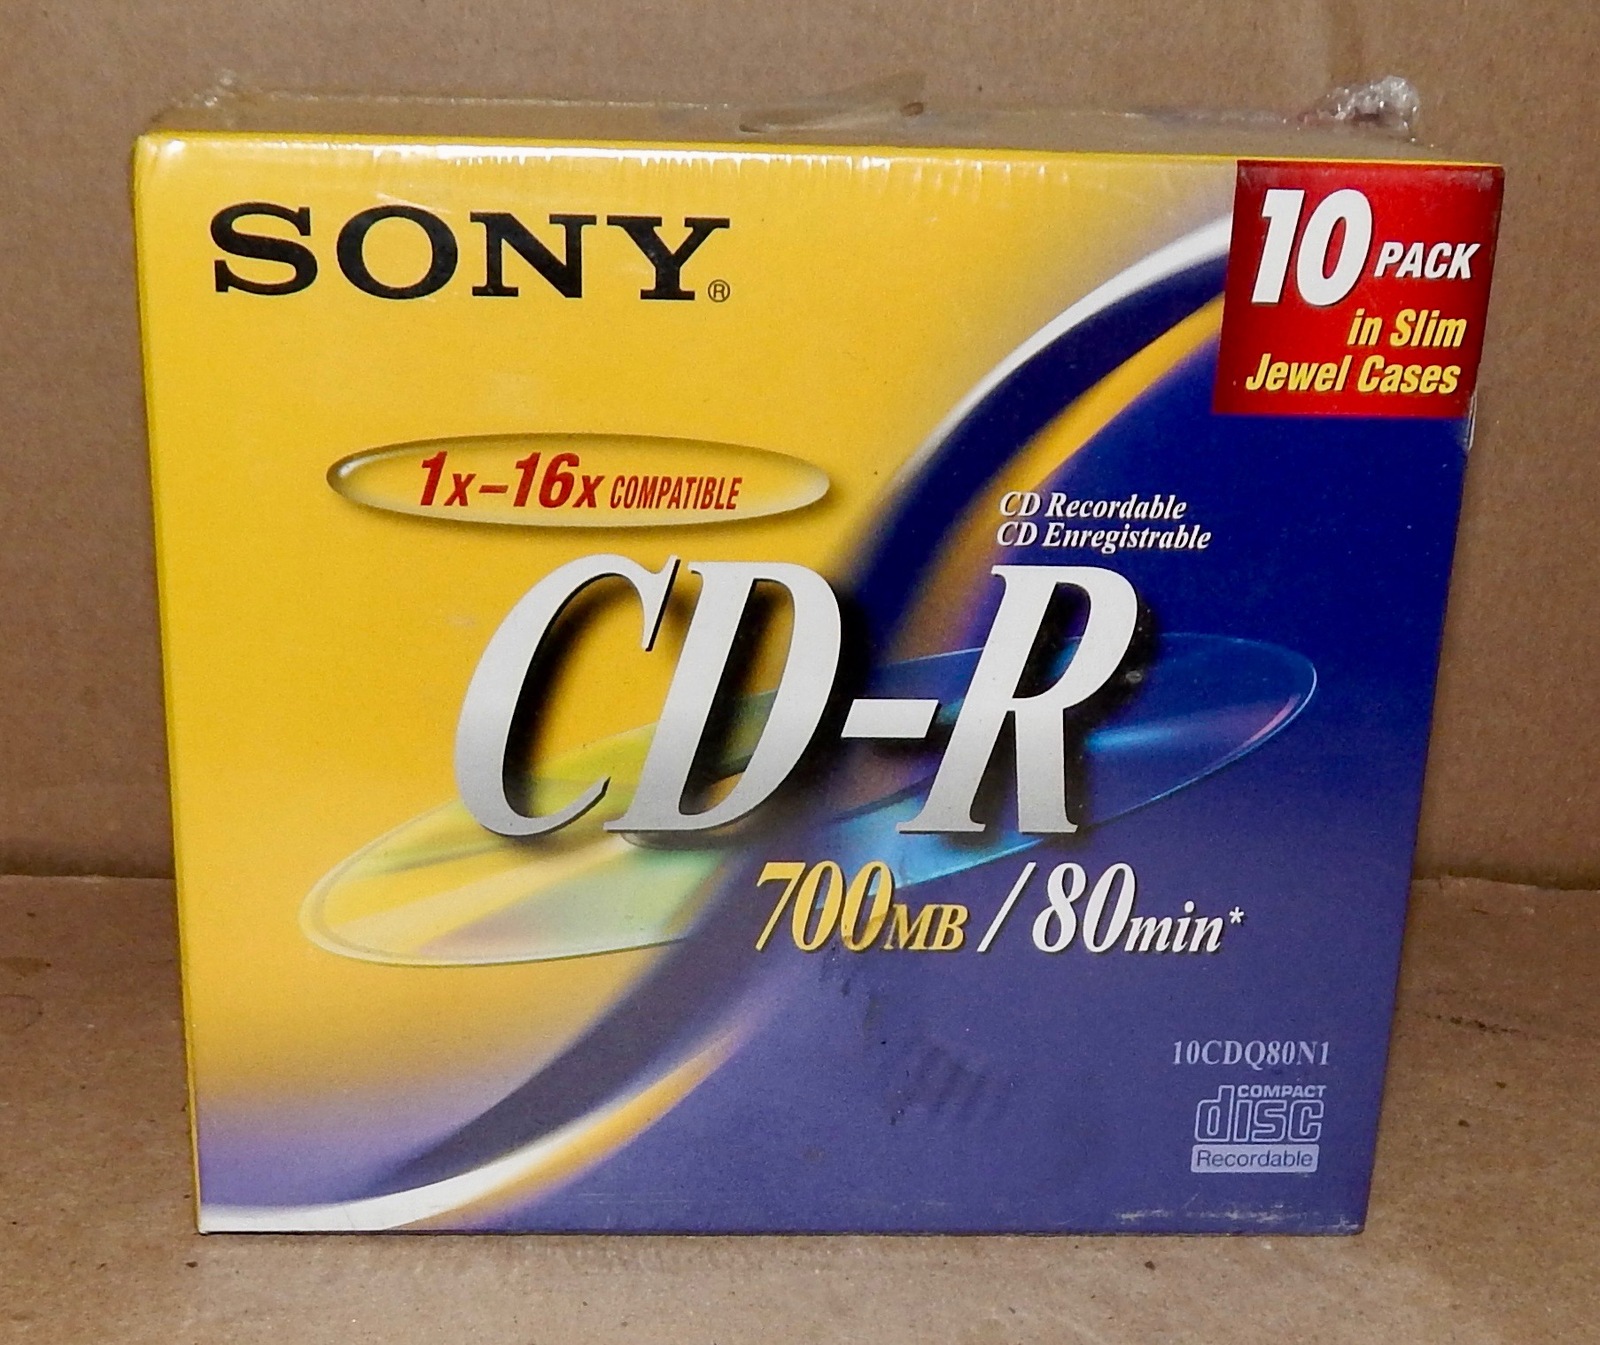 SONY®
10 PACK
in Slim
Jewel Cases
1x–16x COMPATIBLE
CD Recordable
CD Enregistrable
CD-R
700MB / 80min*
10CDQ80N1
COMPACT
disc
Recordable